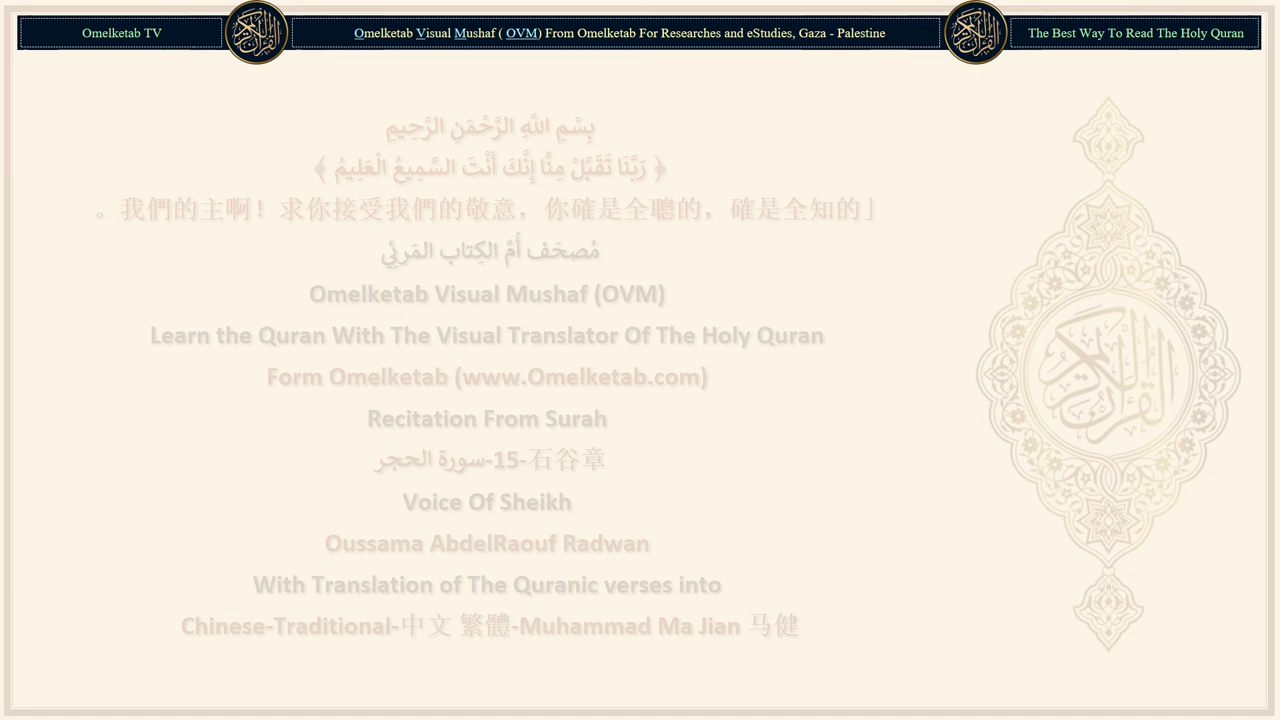 Omelketab TV
Omelketab Visual Mushaf ( OVM) From Omelketab For Researches and eStudies, Gaza - Palestine
The Best Way To Read The Holy Quran
بِسْمِ اللَّهِ الرَّحْمَنِ الرَّحِيمِ
﴿ رَبَّنَا تَقَبَّلْ مِنَّا إِنَّكَ أَنْتَ السَّمِيعُ الْعَلِيمُ ﴾
。我們的主啊！求你接受我們的敬意，你確是全聰的，確是全知的」
مُصحَف أُمِّ الكِتاب المَرئِي
Omelketab Visual Mushaf (OVM)
Learn the Quran With The Visual Translator Of The Holy Quran
Form Omelketab (www.Omelketab.com)
Recitation From Surah
سورة الحجر-15-石谷章
Voice Of Sheikh
Oussama AbdelRaouf Radwan
With Translation of The Quranic verses into
Chinese-Traditional-中文 繁體-Muhammad Ma Jian 马健